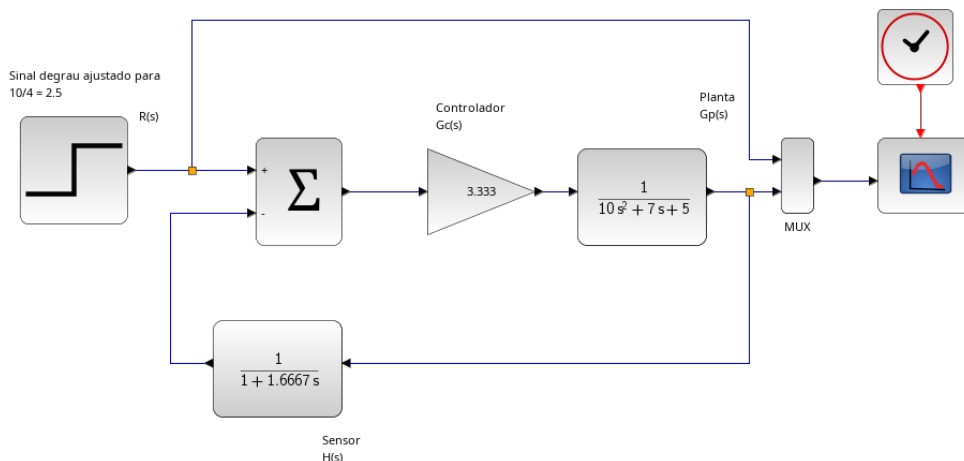 Sinal degrau ajustado para
10/4 = 2.5
R(s)
Controlador
Gc(s)
Planta
Gp(s)
+
-
Σ
3.333
1
10 s² + 7 s + 5
MUX
1
1 + 1.6667 s
Sensor
H(s)